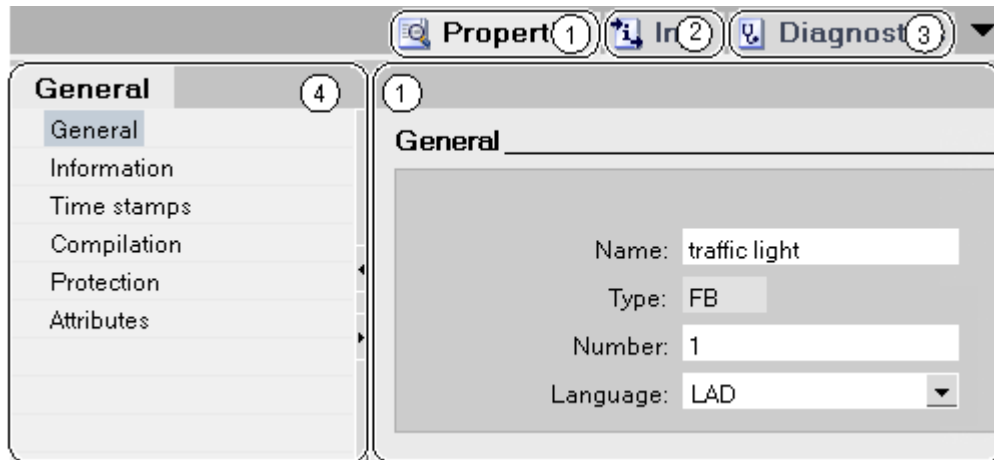 Propert 1 In 2 Diagnost 3
General 4
General
Information
Time stamps
Compilation
Protection
Attributes
1
General
Name: traffic light
Type: FB
Number: 1
Language: LAD